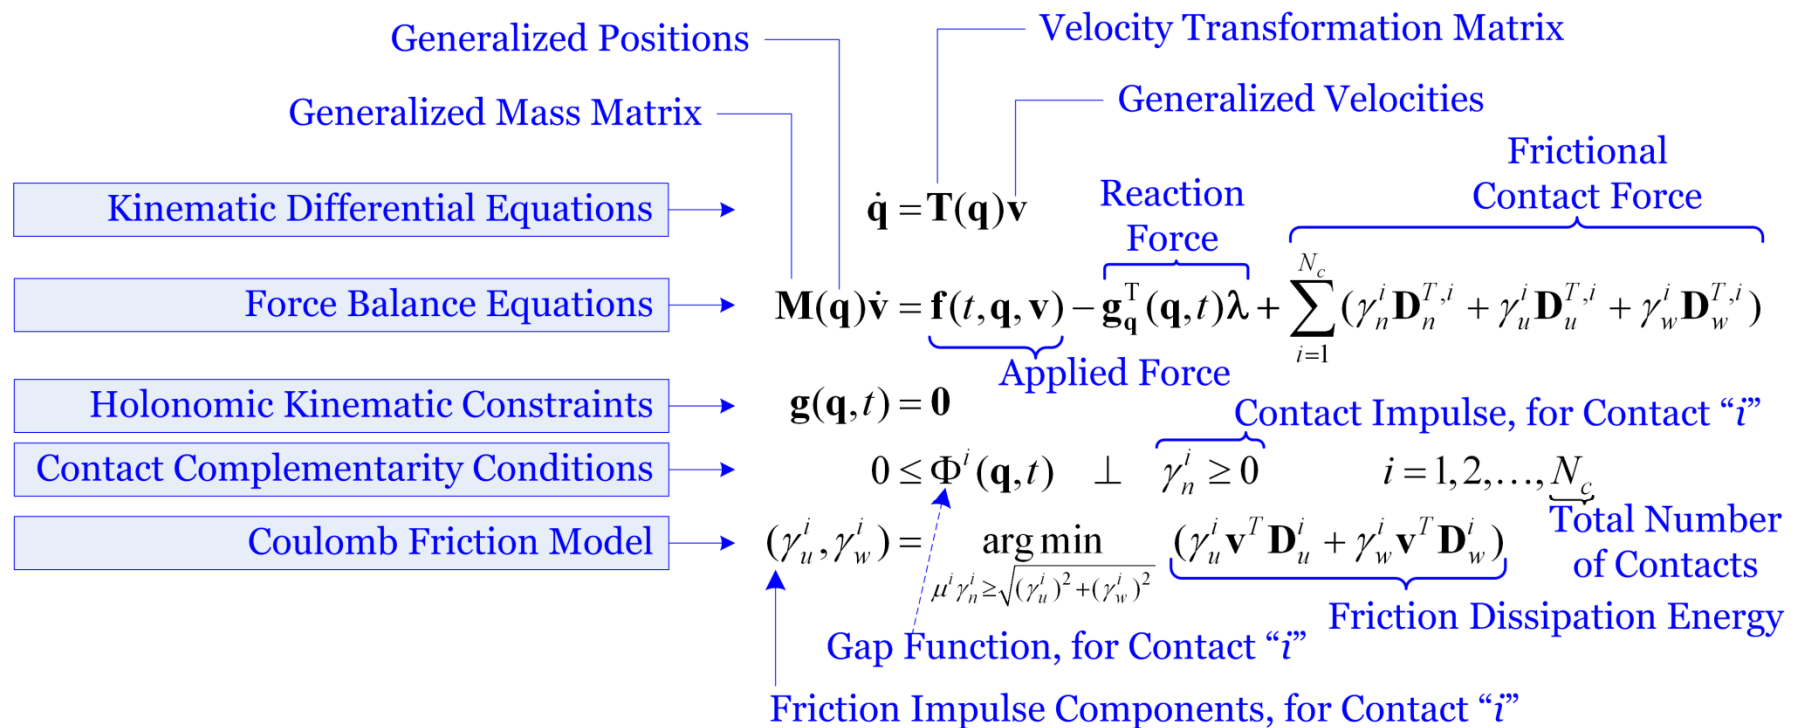 Generalized Positions
Velocity Transformation Matrix
Generalized Mass Matrix
Generalized Velocities
Frictional
Contact Force
Reaction
Force
Kinematic Differential Equations
q̇ = T(q)v
Force Balance Equations
M(q)v̇ = f(t, q, v) − g_q^T(q, t)λ + ∑_{i=1}^{N_c} (γ_n^i D_n^{T,i} + γ_u^i D_u^{T,i} + γ_w^i D_w^{T,i})
Applied Force
Holonomic Kinematic Constraints
g(q, t) = 0
Contact Impulse, for Contact “i”
Contact Complementarity Conditions
0 ≤ Φ^i(q, t) ⊥ γ_n^i ≥ 0 i = 1, 2, …, N_c
Total Number
of Contacts
Coulomb Friction Model
(γ_u^i, γ_w^i) = arg min_{μ^i γ_n^i ≥ √((γ_u^i)^2 + (γ_w^i)^2)} (γ_u^i v^T D_u^i + γ_w^i v^T D_w^i)
Friction Dissipation Energy
Gap Function, for Contact “i”
Friction Impulse Components, for Contact “i”